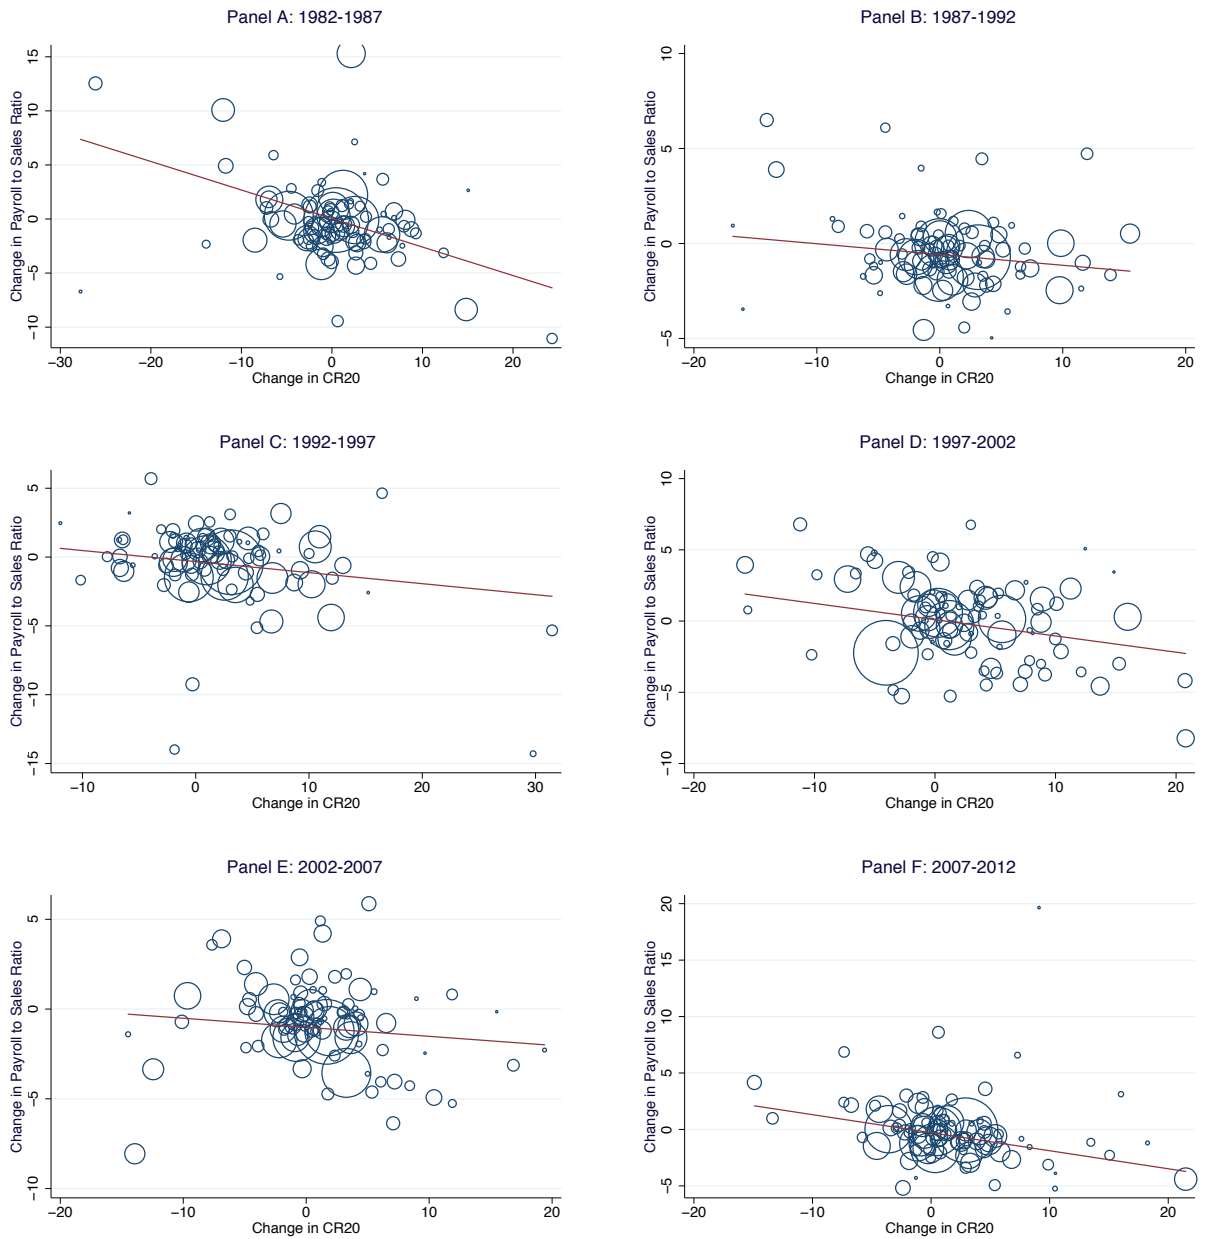 Panel A: 1982-1987
Change in Payroll to Sales Ratio
15
10
5
0
−5
−10
−30 −20 −10 0 10 20
Change in CR20
Panel B: 1987-1992
Change in Payroll to Sales Ratio
10
5
0
−5
−20 −10 0 10 20
Change in CR20
Panel C: 1992-1997
Change in Payroll to Sales Ratio
5
0
−5
−10
−15
−10 0 10 20 30
Change in CR20
Panel D: 1997-2002
Change in Payroll to Sales Ratio
10
5
0
−5
−10
−20 −10 0 10 20
Change in CR20
Panel E: 2002-2007
Change in Payroll to Sales Ratio
5
0
−5
−10
−20 −10 0 10 20
Change in CR20
Panel F: 2007-2012
Change in Payroll to Sales Ratio
20
15
10
5
0
−5
−20 −10 0 10 20
Change in CR20